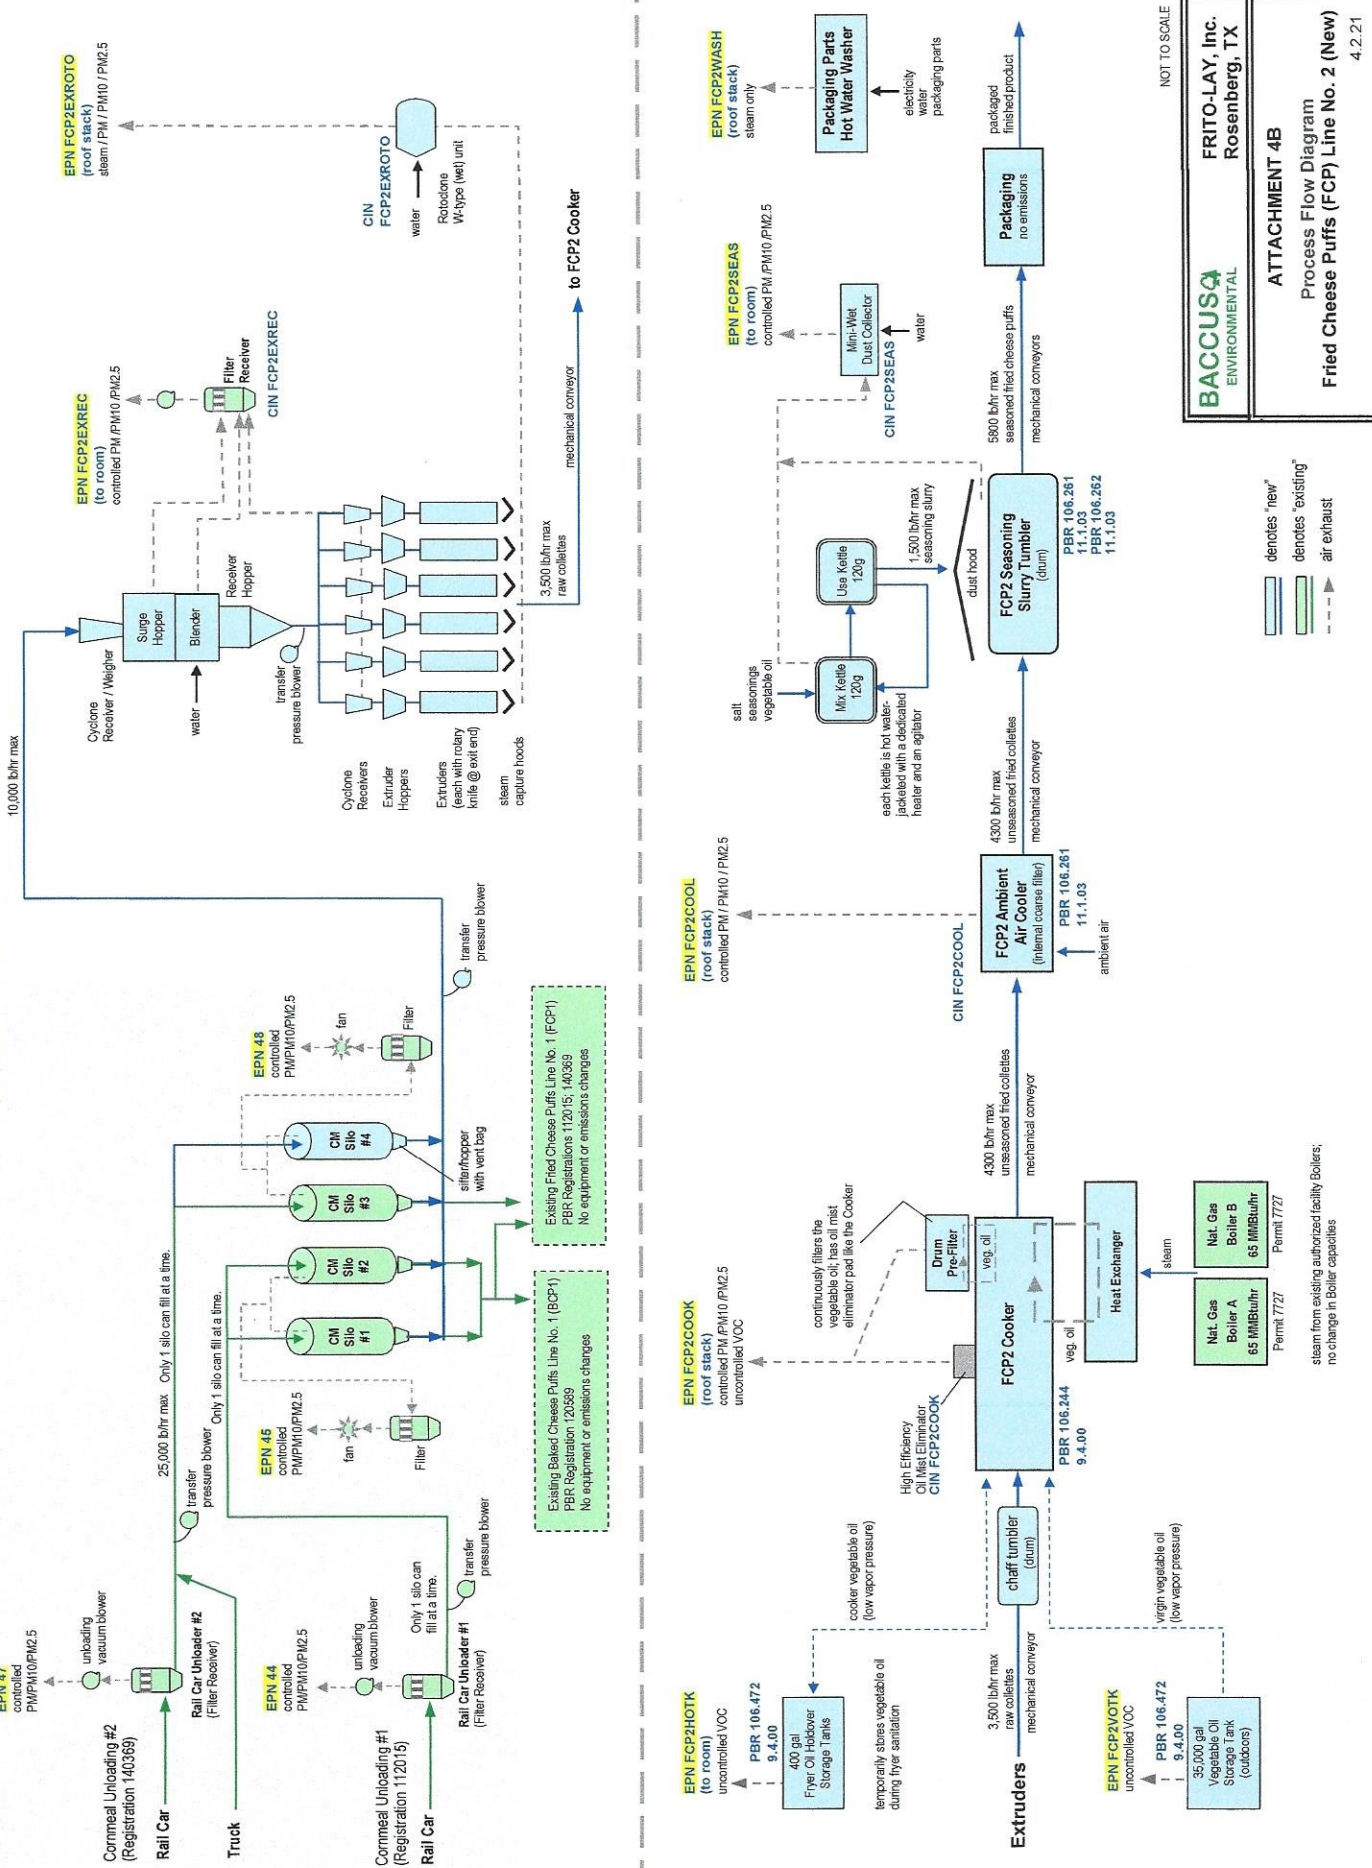 EPN 47
controlled
PM/PM10/PM2.5
unloading
vacuum blower
Cornmeal Unloading #2
(Registration 140369)
Rail Car
Rail Car Unloader #2
(Filter Receiver)
Truck
EPN 44
controlled
PM/PM10/PM2.5
unloading
vacuum blower
Cornmeal Unloading #1
(Registration 112015)
Rail Car
Rail Car Unloader #1
(Filter Receiver)
Only 1 silo can
fill at a time.
transfer
pressure blower
transfer
pressure blower
25,000 lb/hr max
Only 1 silo can fill at a time.
Only 1 silo can fill at a time.
EPN 45
controlled
PM/PM10/PM2.5
fan
Filter
CM
Silo
#1
CM
Silo
#2
CM
Silo
#3
CM
Silo
#4
sifter/hopper
with vent bag
EPN 48
controlled
PM/PM10/PM2.5
fan
Filter
transfer
pressure blower
Existing Baked Cheese Puffs Line No. 1 (BCP1)
PBR Registration 120589
No equipment or emissions changes
Existing Fried Cheese Puffs Line No. 1 (FCP1)
PBR Registrations 112015; 140369
No equipment or emissions changes
10,000 lb/hr max
Cyclone
Receiver / Weigher
Surge
Hopper
Blender
water
Receiver
Hopper
transfer
pressure blower
Cyclone
Receivers
Extruder
Hoppers
Extruders
(each with rotary
knife @ exit end)
steam
capture hoods
EPN FCP2EXREC
(to room)
controlled PM /PM10 /PM2.5
Filter
Receiver
CIN FCP2EXREC
3,500 lb/hr max
raw collettes
mechanical conveyor
to FCP2 Cooker
EPN FCP2EXROTO
(roof stack)
steam / PM / PM10 / PM2.5
CIN
FCP2EXROTO
water
Rotoclone
W-type (wet) unit
EPN FCP2HOTK
(to room)
uncontrolled VOC
PBR 106.472
9.4.00
400 gal
Fryer Oil Holdover
Storage Tanks
temporarily stores vegetable oil
during fryer sanitation
cooker vegetable oil
(low vapor pressure)
Extruders
3,500 lb/hr max
raw collettes
mechanical conveyor
chaff tumbler
(drum)
EPN FCP2VOTK
uncontrolled VOC
PBR 106.472
9.4.00
35,000 gal
Vegetable Oil
Storage Tank
(outdoors)
virgin vegetable oil
(low vapor pressure)
EPN FCP2COOK
(roof stack)
controlled PM /PM10 /PM2.5
uncontrolled VOC
High Efficiency
Oil Mist Eliminator
CIN FCP2COOK
continuously filters the
vegetable oil; has oil mist
eliminator pad like the Cooker
Drum
Pre-Filter
veg. oil
FCP2 Cooker
PBR 106.244
9.4.00
veg. oil
Heat Exchanger
steam
Nat. Gas
Boiler A
65 MMBtu/hr
Permit 7727
Nat. Gas
Boiler B
65 MMBtu/hr
Permit 7727
steam from existing authorized facility Boilers;
no change in Boiler capacities
4300 lb/hr max
unseasoned fried collettes
mechanical conveyor
EPN FCP2COOL
(roof stack)
controlled PM / PM10 / PM2.5
CIN FCP2COOL
FCP2 Ambient
Air Cooler
(internal coarse filter)
PBR 106.261
11.1.03
ambient air
4300 lb/hr max
unseasoned fried collettes
mechanical conveyor
salt
seasonings
vegetable oil
Mix Kettle
120g
Use Kettle
120g
each kettle is hot water-
jacketed with a dedicated
heater and an agitator
1,500 lb/hr max
seasoning slurry
dust hood
FCP2 Seasoning
Slurry Tumbler
(drum)
PBR 106.261
11.1.03
PBR 106.262
11.1.03
EPN FCP2SEAS
(to room)
controlled PM /PM10 /PM2.5
Mini-Wet
Dust Collector
CIN FCP2SEAS
water
5800 lb/hr max
seasoned fried cheese puffs
mechanical conveyors
Packaging
no emissions
packaged
finished product
EPN FCP2WASH
(roof stack)
steam only
Packaging Parts
Hot Water Washer
electricity
water
packaging parts
denotes "new"
denotes "existing"
air exhaust
NOT TO SCALE
BACCUS
ENVIRONMENTAL
FRITO-LAY, Inc.
Rosenberg, TX
ATTACHMENT 4B
Process Flow Diagram
Fried Cheese Puffs (FCP) Line No. 2 (New)
4.2.21